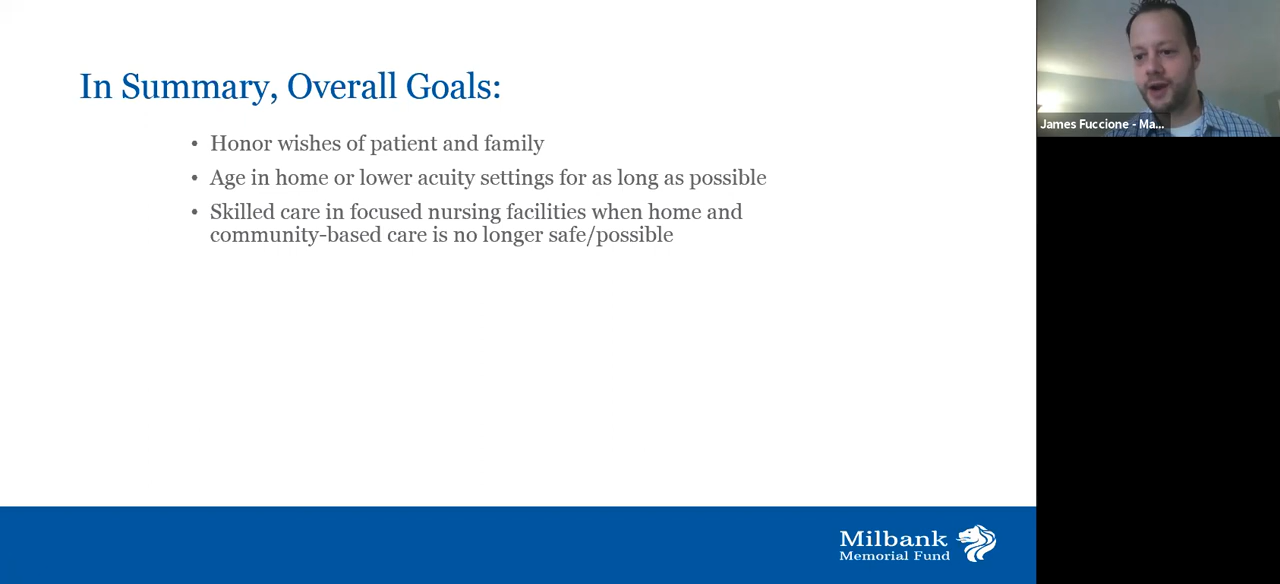 In Summary, Overall Goals:
• Honor wishes of patient and family
• Age in home or lower acuity settings for as long as possible
• Skilled care in focused nursing facilities when home and
community-based care is no longer safe/possible
James Fuccione - Ma...
Milbank
Memorial Fund